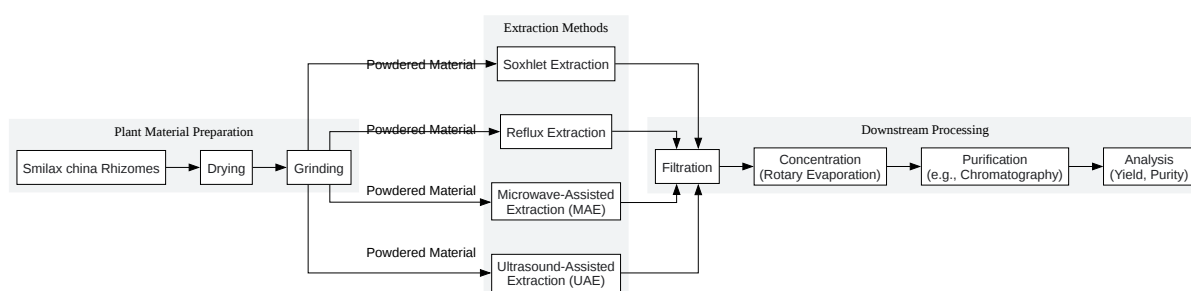 Extraction Methods
Powdered Material
Soxhlet Extraction
Plant Material Preparation
Powdered Material
Reflux Extraction
Downstream Processing
Smilax china Rhizomes
Drying
Grinding
Filtration
Concentration
(Rotary Evaporation)
Purification
(e.g., Chromatography)
Analysis
(Yield, Purity)
Powdered Material
Microwave-Assisted
Extraction (MAE)
Powdered Material
Ultrasound-Assisted
Extraction (UAE)